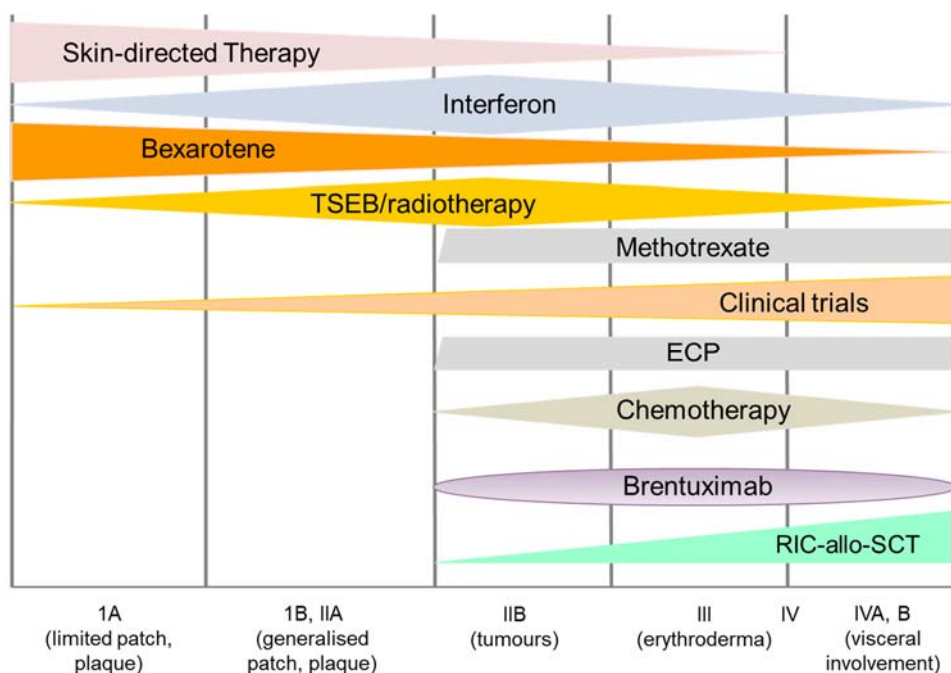 Skin-directed Therapy
Interferon
Bexarotene
TSEB/radiotherapy
Methotrexate
Clinical trials
ECP
Chemotherapy
Brentuximab
RIC-allo-SCT
1A
(limited patch,
plaque)
1B, IIA
(generalised
patch, plaque)
IIB
(tumours)
III
(erythroderma)
IV
IVA, B
(visceral
involvement)